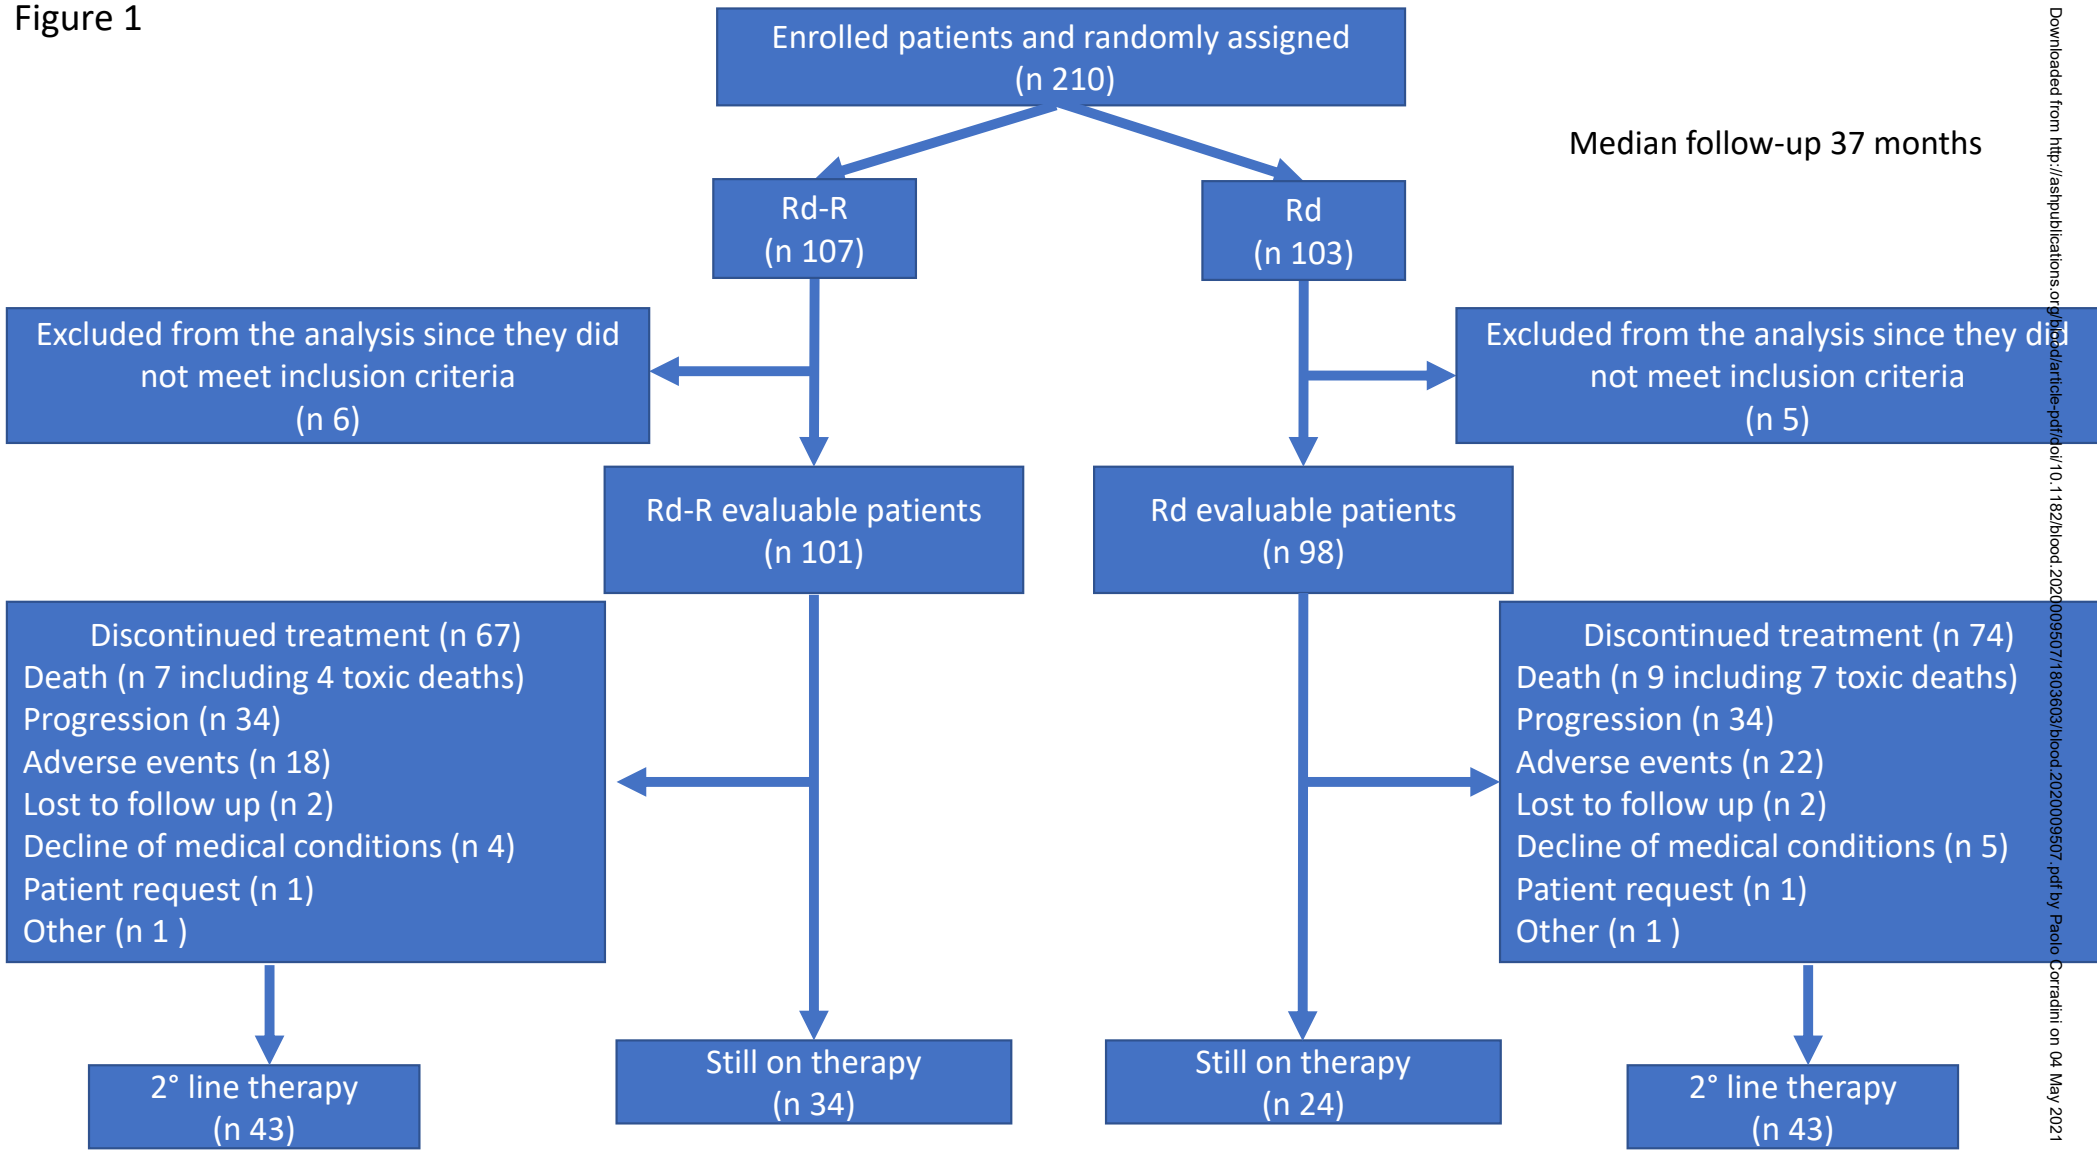 Figure 1
Enrolled patients and randomly assigned
(n 210)
Median follow-up 37 months
Rd-R
(n 107)
Rd
(n 103)
Excluded from the analysis since they did
not meet inclusion criteria
(n 6)
Excluded from the analysis since they did
not meet inclusion criteria
(n 5)
Rd-R evaluable patients
(n 101)
Rd evaluable patients
(n 98)
Discontinued treatment (n 67)
Death (n 7 including 4 toxic deaths)
Progression (n 34)
Adverse events (n 18)
Lost to follow up (n 2)
Decline of medical conditions (n 4)
Patient request (n 1)
Other (n 1 )
Discontinued treatment (n 74)
Death (n 9 including 7 toxic deaths)
Progression (n 34)
Adverse events (n 22)
Lost to follow up (n 2)
Decline of medical conditions (n 5)
Patient request (n 1)
Other (n 1 )
2° line therapy
(n 43)
Still on therapy
(n 34)
Still on therapy
(n 24)
2° line therapy
(n 43)
Downloaded from http://ashpublications.org/blood/article-pdf/doi/10.1182/blood.2020009507/1803603/blood.2020009507.pdf by Paolo Corradini on 04 May 2021